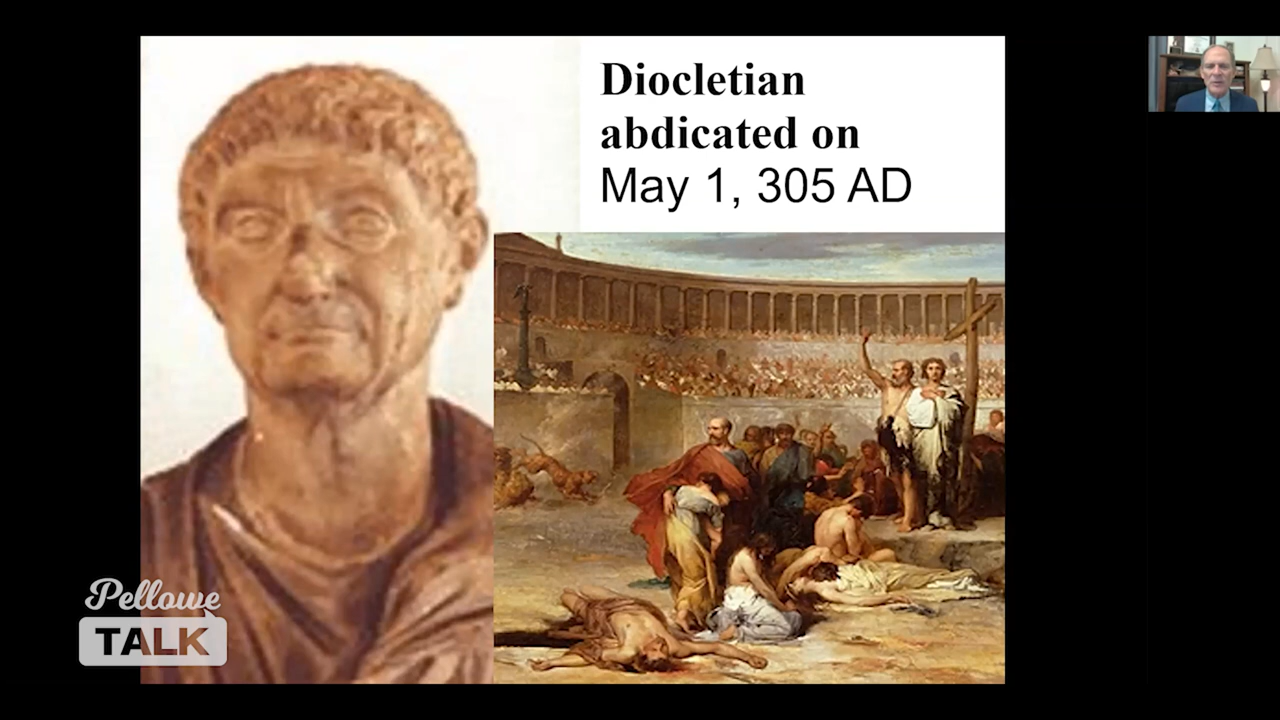 Diocletian
abdicated on
May 1, 305 AD
Pellowe
TALK